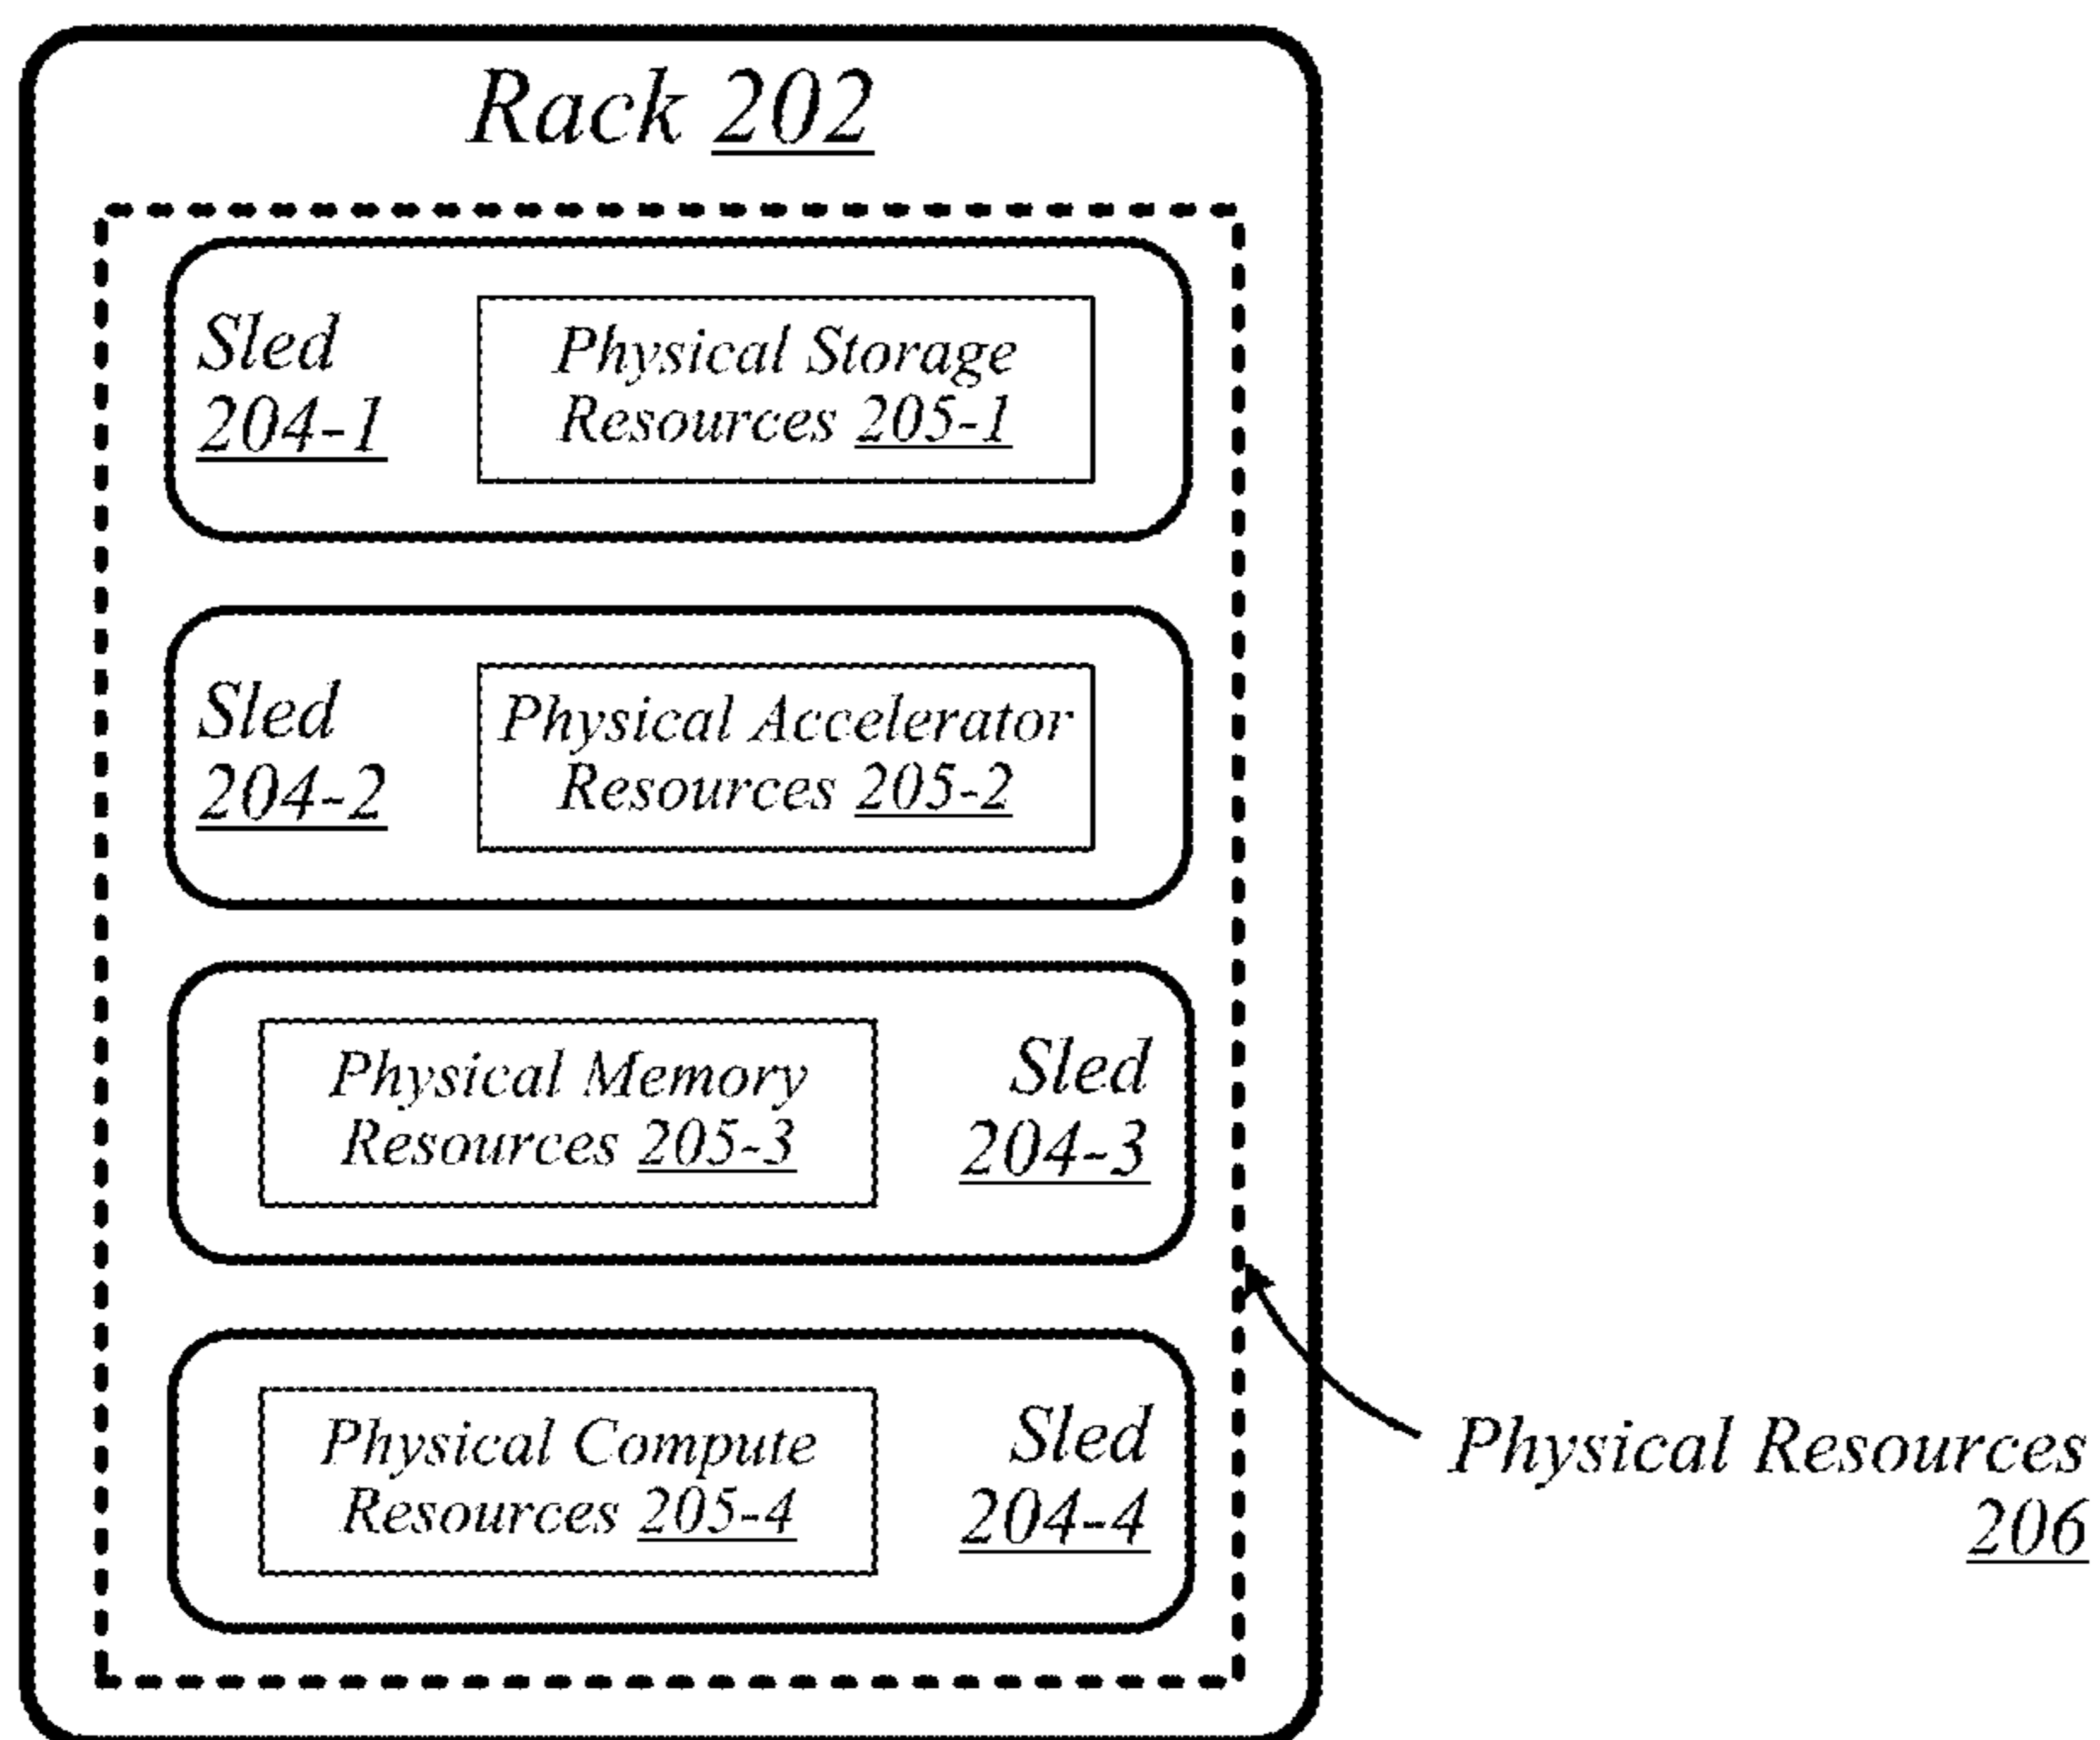 Rack 202
Sled
204-1
Physical Storage
Resources 205-1
Sled
204-2
Physical Accelerator
Resources 205-2
Physical Memory
Resources 205-3
Sled
204-3
Physical Compute
Resources 205-4
Sled
204-4
Physical Resources
206